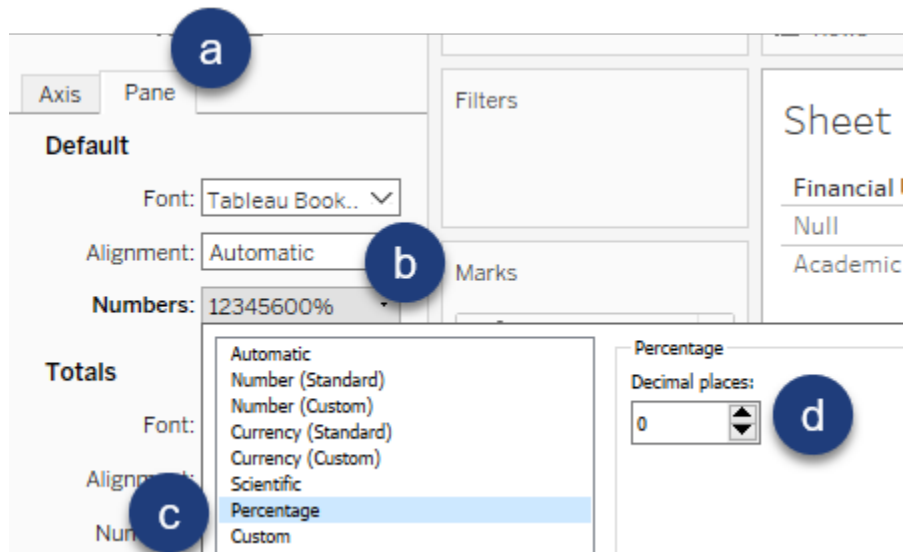 a
Axis Pane
Filters
Sheet
Default
Font: Tableau Book..
Financial
Null
Alignment: Automatic
b
Marks
Academic
Numbers: 12345600%
Totals
Automatic
Number (Standard)
Number (Custom)
Currency (Standard)
Currency (Custom)
Scientific
Percentage
Custom
Percentage
Decimal places:
0
d
Font:
c